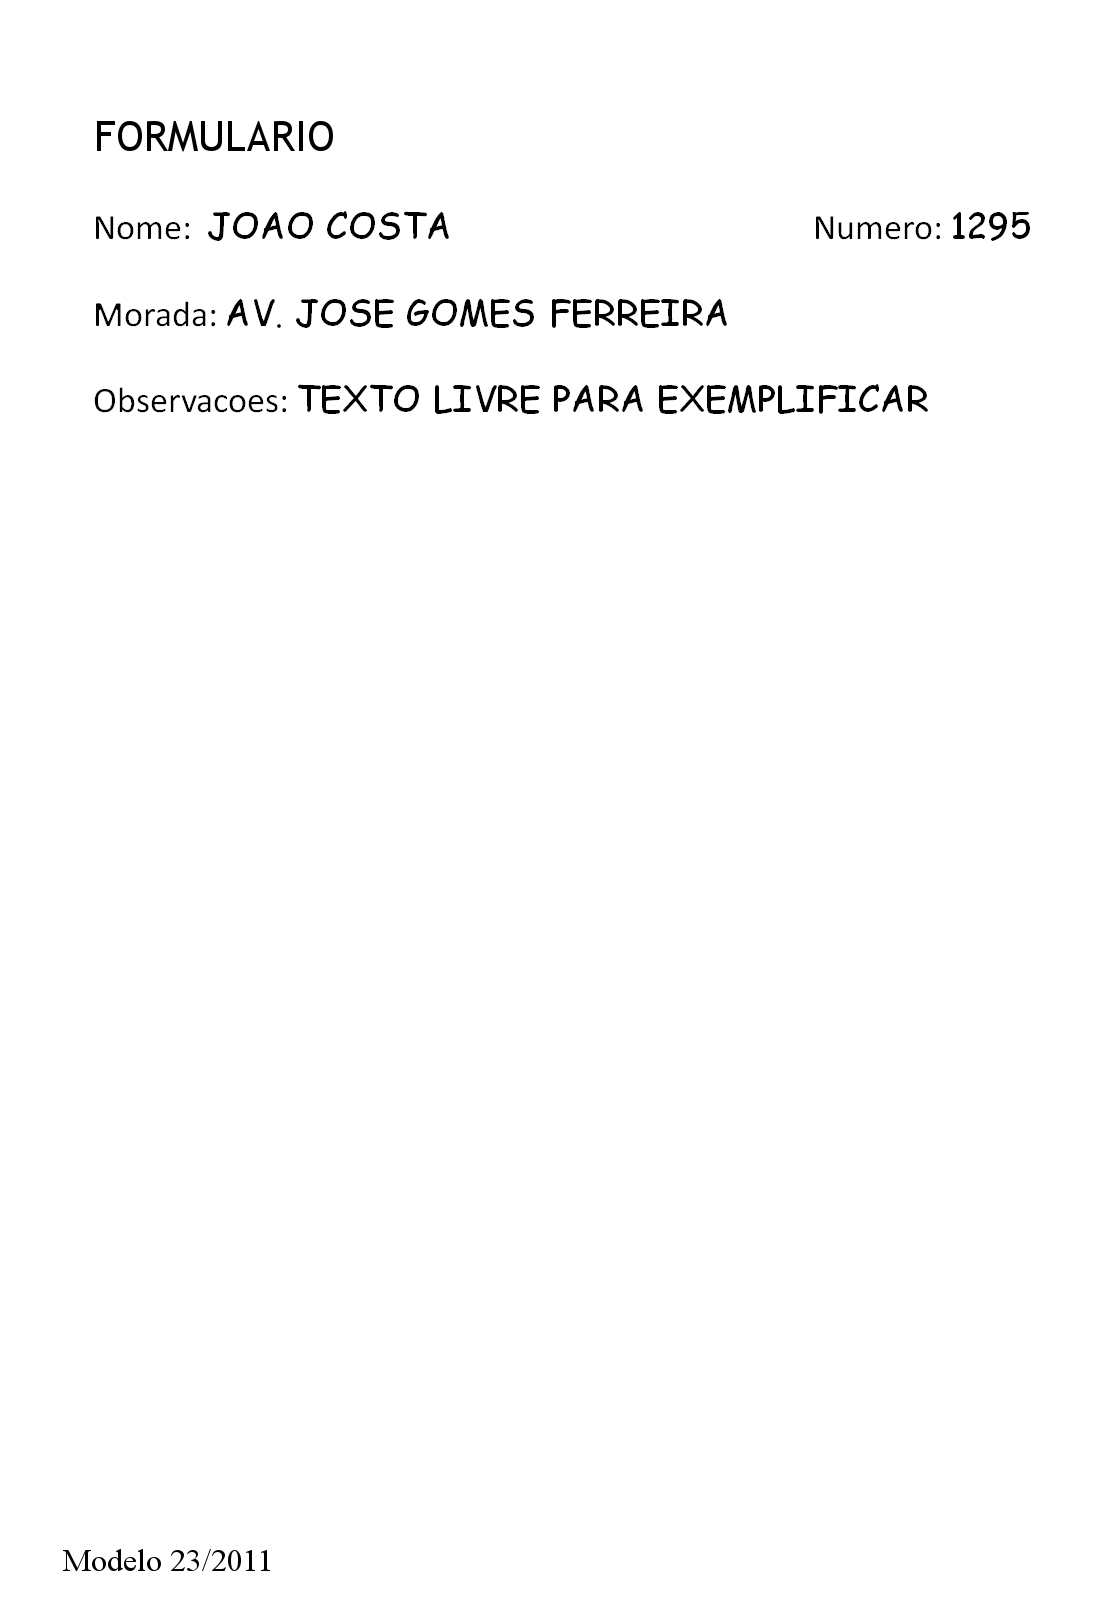 FORMULARIO
Nome: JOAO COSTA Numero: 1295
Morada: AV. JOSE GOMES FERREIRA
Observacoes: TEXTO LIVRE PARA EXEMPLIFICAR
Modelo 23/2011